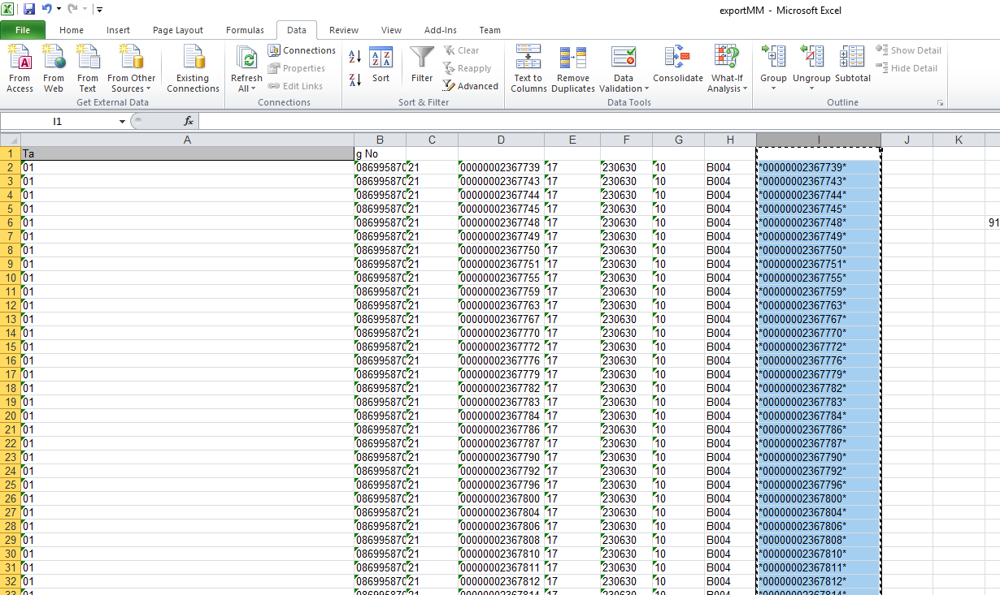 exportMM - Microsoft Excel
File Home Insert Page Layout Formulas Data Review View Add-Ins Team
From Access From Web From Text From Other Sources Existing Connections Refresh All Connections Properties Edit Links Sort Filter Clear Reapply Advanced Text to Columns Remove Duplicates Data Validation Consolidate What-If Analysis Group Ungroup Subtotal Show Detail Hide Detail
Get External Data Connections Sort & Filter Data Tools Outline
I1 fx
A B C D E F G H I J K
1 Ta g No
2 01 086995870 21 00000002367739 17 230630 10 B004 *00000002367739*
3 01 086995870 21 00000002367743 17 230630 10 B004 *00000002367743*
4 01 086995870 21 00000002367744 17 230630 10 B004 *00000002367744*
5 01 086995870 21 00000002367745 17 230630 10 B004 *00000002367745*
6 01 086995870 21 00000002367748 17 230630 10 B004 *00000002367748* 91
7 01 086995870 21 00000002367749 17 230630 10 B004 *00000002367749*
8 01 086995870 21 00000002367750 17 230630 10 B004 *00000002367750*
9 01 086995870 21 00000002367751 17 230630 10 B004 *00000002367751*
10 01 086995870 21 00000002367755 17 230630 10 B004 *00000002367755*
11 01 086995870 21 00000002367759 17 230630 10 B004 *00000002367759*
12 01 086995870 21 00000002367763 17 230630 10 B004 *00000002367763*
13 01 086995870 21 00000002367767 17 230630 10 B004 *00000002367767*
14 01 086995870 21 00000002367770 17 230630 10 B004 *00000002367770*
15 01 086995870 21 00000002367772 17 230630 10 B004 *00000002367772*
16 01 086995870 21 00000002367776 17 230630 10 B004 *00000002367776*
17 01 086995870 21 00000002367779 17 230630 10 B004 *00000002367779*
18 01 086995870 21 00000002367782 17 230630 10 B004 *00000002367782*
19 01 086995870 21 00000002367783 17 230630 10 B004 *00000002367783*
20 01 086995870 21 00000002367784 17 230630 10 B004 *00000002367784*
21 01 086995870 21 00000002367786 17 230630 10 B004 *00000002367786*
22 01 086995870 21 00000002367787 17 230630 10 B004 *00000002367787*
23 01 086995870 21 00000002367790 17 230630 10 B004 *00000002367790*
24 01 086995870 21 00000002367792 17 230630 10 B004 *00000002367792*
25 01 086995870 21 00000002367796 17 230630 10 B004 *00000002367796*
26 01 086995870 21 00000002367800 17 230630 10 B004 *00000002367800*
27 01 086995870 21 00000002367804 17 230630 10 B004 *00000002367804*
28 01 086995870 21 00000002367806 17 230630 10 B004 *00000002367806*
29 01 086995870 21 00000002367808 17 230630 10 B004 *00000002367808*
30 01 086995870 21 00000002367810 17 230630 10 B004 *00000002367810*
31 01 086995870 21 00000002367811 17 230630 10 B004 *00000002367811*
32 01 086995870 21 00000002367812 17 230630 10 B004 *00000002367812*